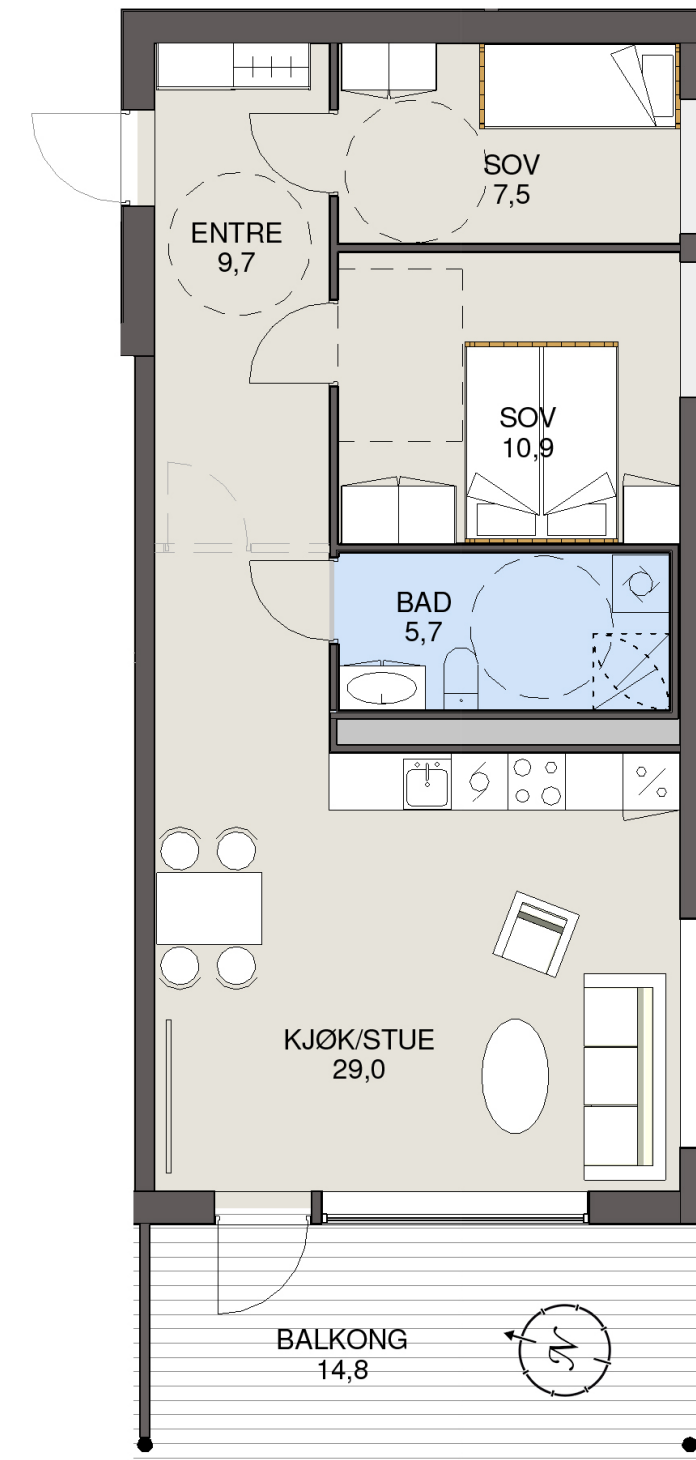 SOV
7,5
ENTRE
9,7
SOV
10,9
BAD
5,7
KJØK/STUE
29,0
BALKONG
14,8
N